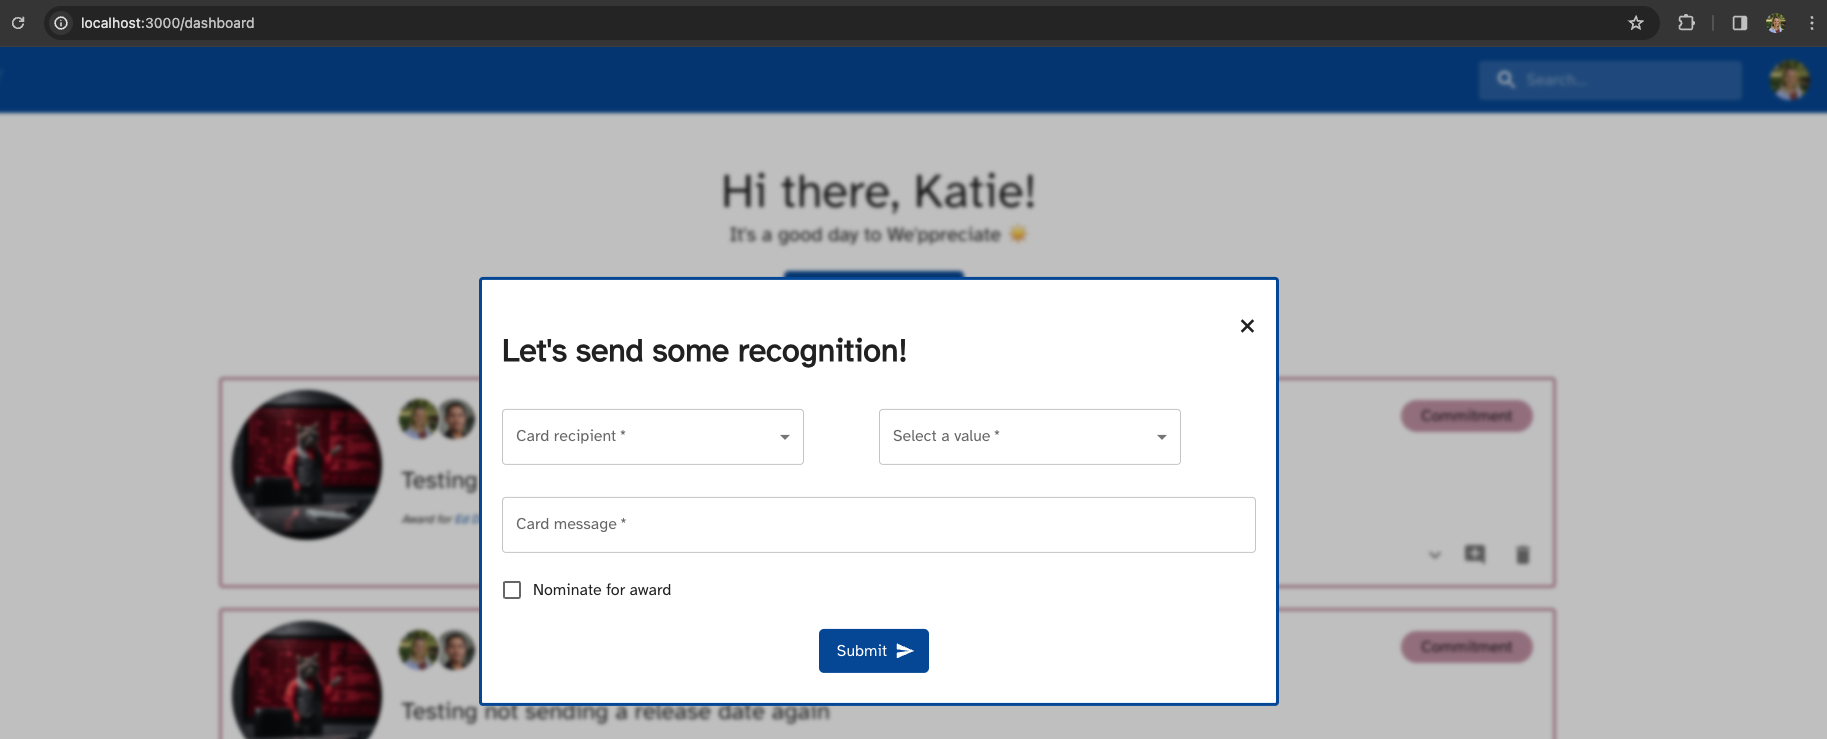 localhost:3000/dashboard
Search...
Hi there, Katie!
It's a good day to We'ppreciate
Let's send some recognition!
Card recipient *
Select a value *
Card message *
Nominate for award
Submit
Commitment
Testing
Award for Ed D
Commitment
Testing not sending a release date again